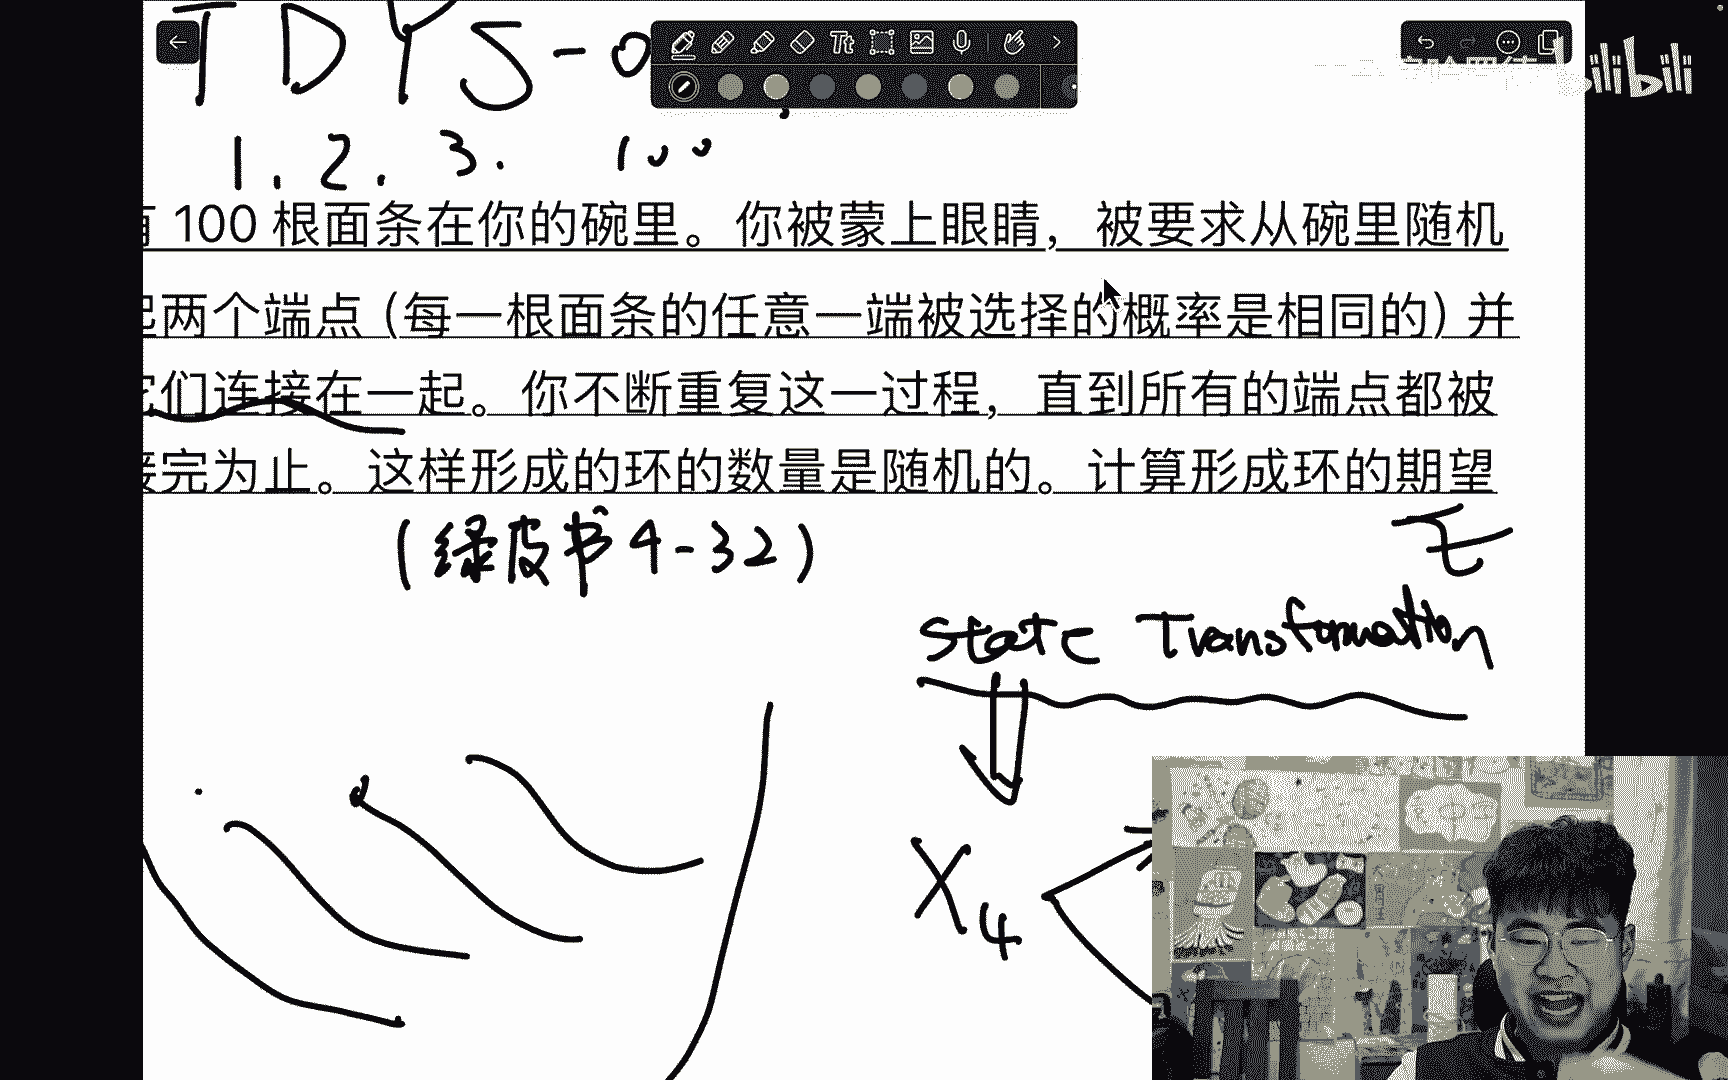 TDYS-0
Tt
bilibili
1. 2. 3. 100
100 根面条在你的碗里。你被蒙上眼睛，被要求从碗里随机
两个端点 (每一根面条的任意一端被选择的概率是相同的) 并
们连接在一起。你不断重复这一过程，直到所有的端点都被
完为止。这样形成的环的数量是随机的。计算形成环的期望
(绿皮书 4-32)
State Transformation
X4